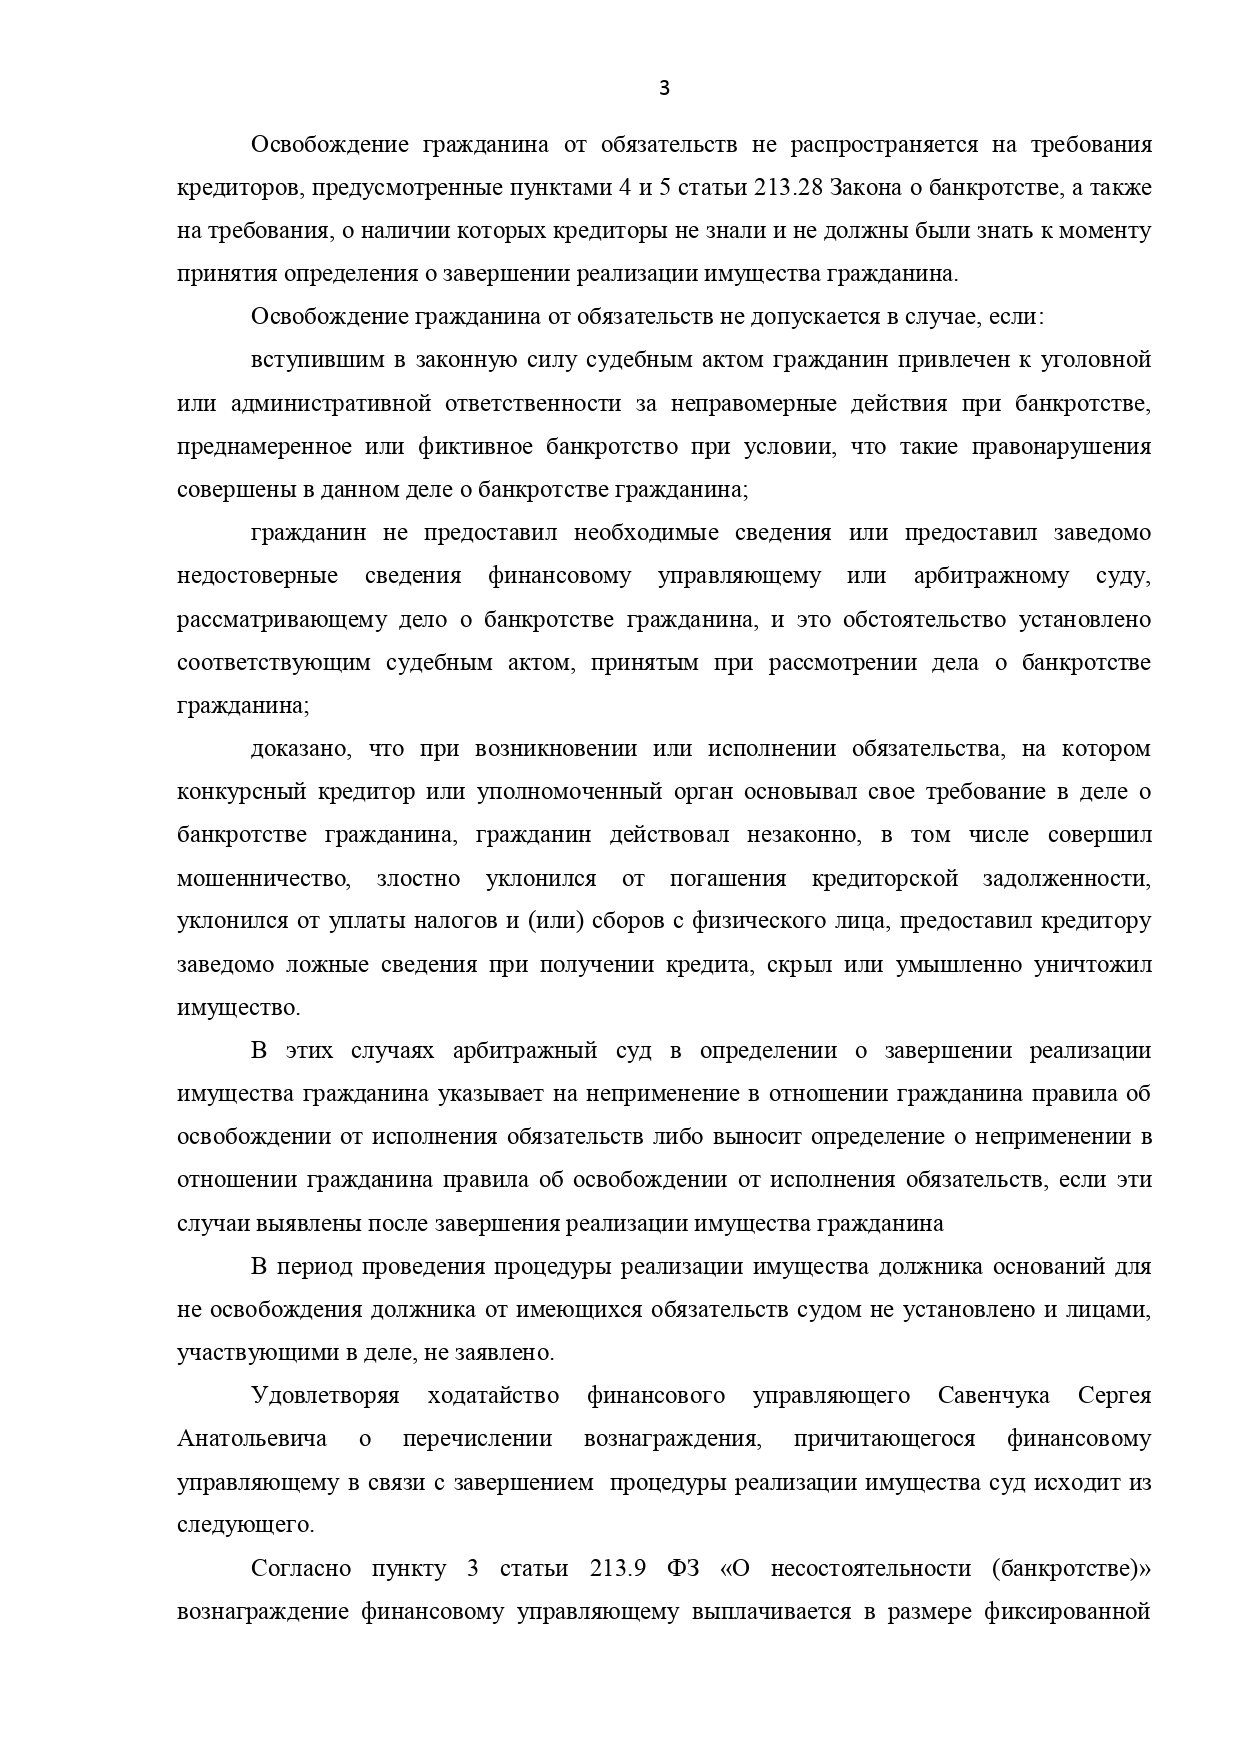 3
Освобождение гражданина от обязательств не распространяется на требования
кредиторов, предусмотренные пунктами 4 и 5 статьи 213.28 Закона о банкротстве, а также
на требования, о наличии которых кредиторы не знали и не должны были знать к моменту
принятия определения о завершении реализации имущества гражданина.
Освобождение гражданина от обязательств не допускается в случае, если:
вступившим в законную силу судебным актом гражданин привлечен к уголовной
или административной ответственности за неправомерные действия при банкротстве,
преднамеренное или фиктивное банкротство при условии, что такие правонарушения
совершены в данном деле о банкротстве гражданина;
гражданин не предоставил необходимые сведения или предоставил заведомо
недостоверные сведения финансовому управляющему или арбитражному суду,
рассматривающему дело о банкротстве гражданина, и это обстоятельство установлено
соответствующим судебным актом, принятым при рассмотрении дела о банкротстве
гражданина;
доказано, что при возникновении или исполнении обязательства, на котором
конкурсный кредитор или уполномоченный орган основывал свое требование в деле о
банкротстве гражданина, гражданин действовал незаконно, в том числе совершил
мошенничество, злостно уклонился от погашения кредиторской задолженности,
уклонился от уплаты налогов и (или) сборов с физического лица, предоставил кредитору
заведомо ложные сведения при получении кредита, скрыл или умышленно уничтожил
имущество.
В этих случаях арбитражный суд в определении о завершении реализации
имущества гражданина указывает на неприменение в отношении гражданина правила об
освобождении от исполнения обязательств либо выносит определение о неприменении в
отношении гражданина правила об освобождении от исполнения обязательств, если эти
случаи выявлены после завершения реализации имущества гражданина
В период проведения процедуры реализации имущества должника оснований для
не освобождения должника от имеющихся обязательств судом не установлено и лицами,
участвующими в деле, не заявлено.
Удовлетворяя ходатайство финансового управляющего Савенчука Сергея
Анатольевича о перечислении вознаграждения, причитающегося финансовому
управляющему в связи с завершением  процедуры реализации имущества суд исходит из
следующего.
Согласно пункту 3 статьи 213.9 ФЗ «О несостоятельности (банкротстве)»
вознаграждение финансовому управляющему выплачивается в размере фиксированной